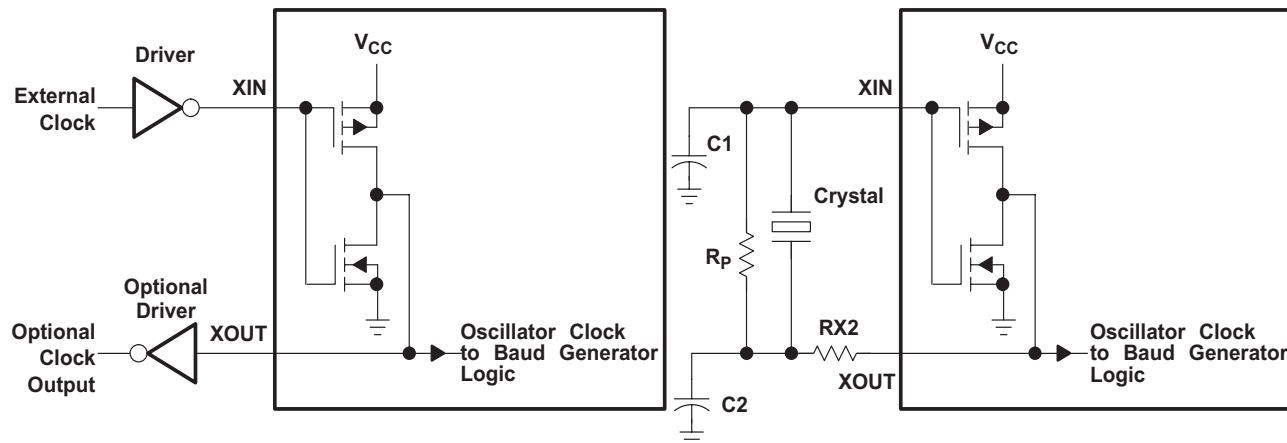 VCC
Driver
XIN
External
Clock
Optional
Driver
XOUT
Optional
Clock
Output
Oscillator Clock
to Baud Generator
Logic
VCC
XIN
C1
Crystal
RP
RX2
XOUT
C2
Oscillator Clock
to Baud Generator
Logic